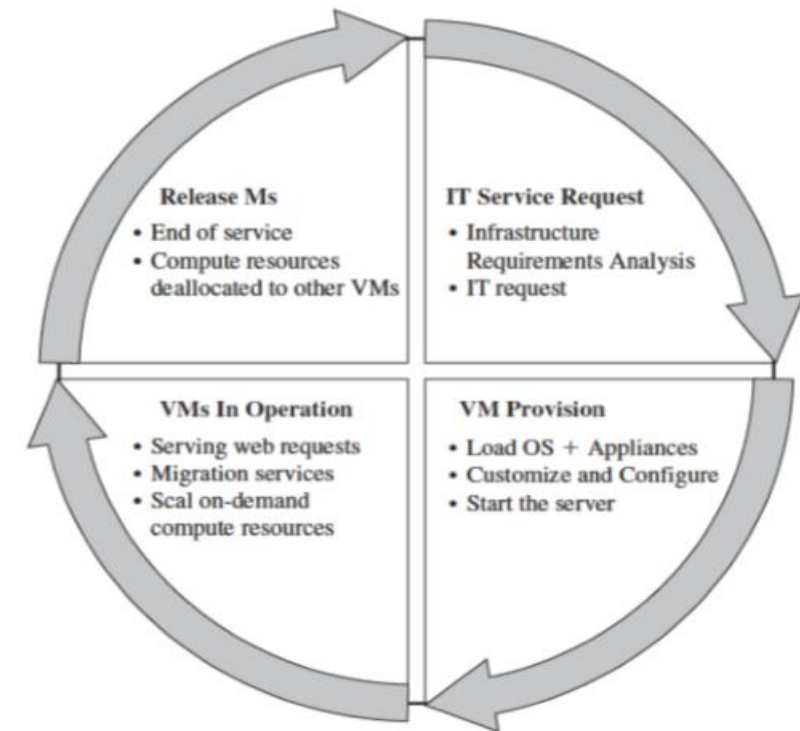 Release Ms
• End of service
• Compute resources
deallocated to other VMs
IT Service Request
• Infrastructure
Requirements Analysis
• IT request
VMs In Operation
• Serving web requests
• Migration services
• Scal on-demand
compute resources
VM Provision
• Load OS + Appliances
• Customize and Configure
• Start the server